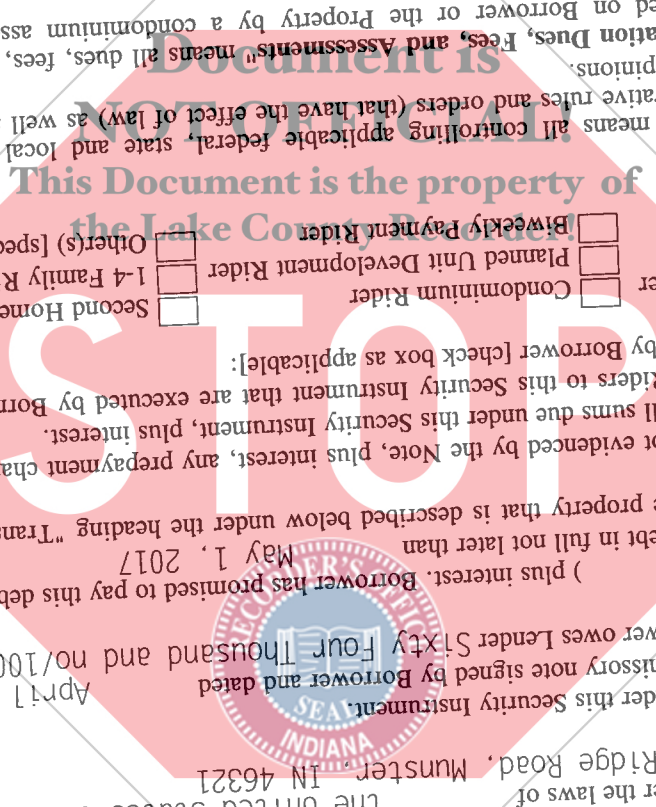 er the laws of the United States
Ridge Road, Munster, IN 46321
der this Security Instrument.
issory note signed by Borrower and dated April 1
wer owes Lender Sixty Four Thousand and no/100
) plus interest. Borrower has promised to pay this deb
ebt in full not later than May 1, 2017
e property that is described below under the heading "Trans
ot evidenced by the Note, plus interest, any prepayment cha
ll sums due under this Security Instrument, plus interest.
Riders to this Security Instrument that are executed by Borr
by Borrower [check box as applicable]:
er Condominium Rider Second Home
Planned Unit Development Rider 1-4 Family R
Biweekly Payment Rider Other(s) [spec
means all controlling applicable federal, state and local
rative rules and orders (that have the effect of law) as well
opinions.
ation Dues, Fees, and Assessments" means all dues, fees,
ed on Borrower or the Property by a condominium ass
Document is
NOT OFFICIAL!
This Document is the property of
the Lake County Recorder!
STOP
RECORDER'S OFFICE
SEAL
INDIANA